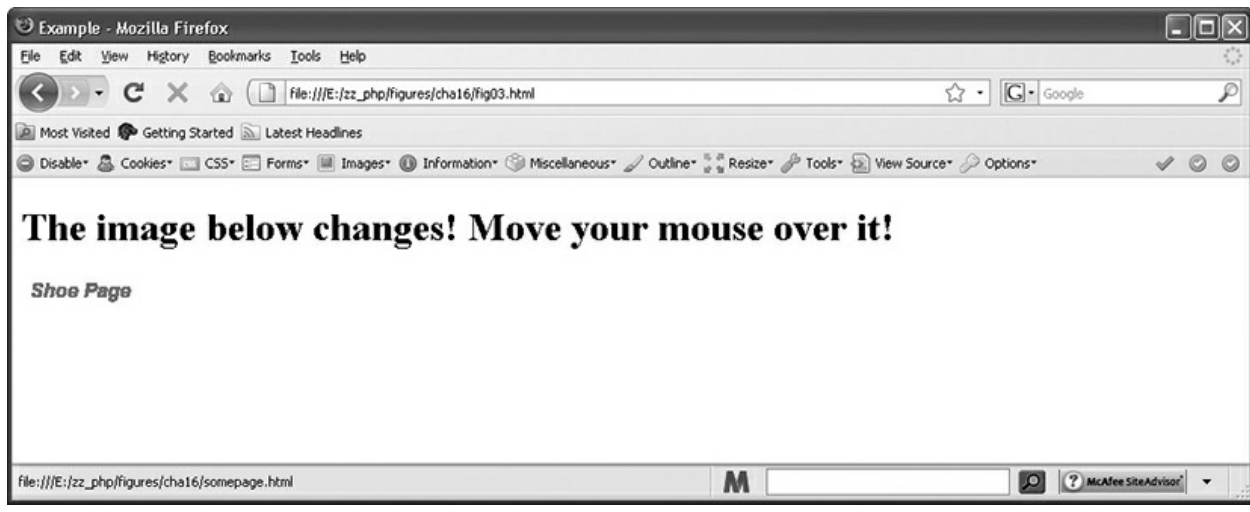 Example - Mozilla Firefox
File Edit View History Bookmarks Tools Help
file:///E:/zz_php/figures/cha16/fig03.html G Google
Most Visited Getting Started Latest Headlines
Disable Cookies CSS Forms Images Information Miscellaneous Outline Resize Tools View Source Options
The image below changes! Move your mouse over it!
Shoe Page
file:///E:/zz_php/figures/cha16/somepage.html M ? McAfee SiteAdvisor